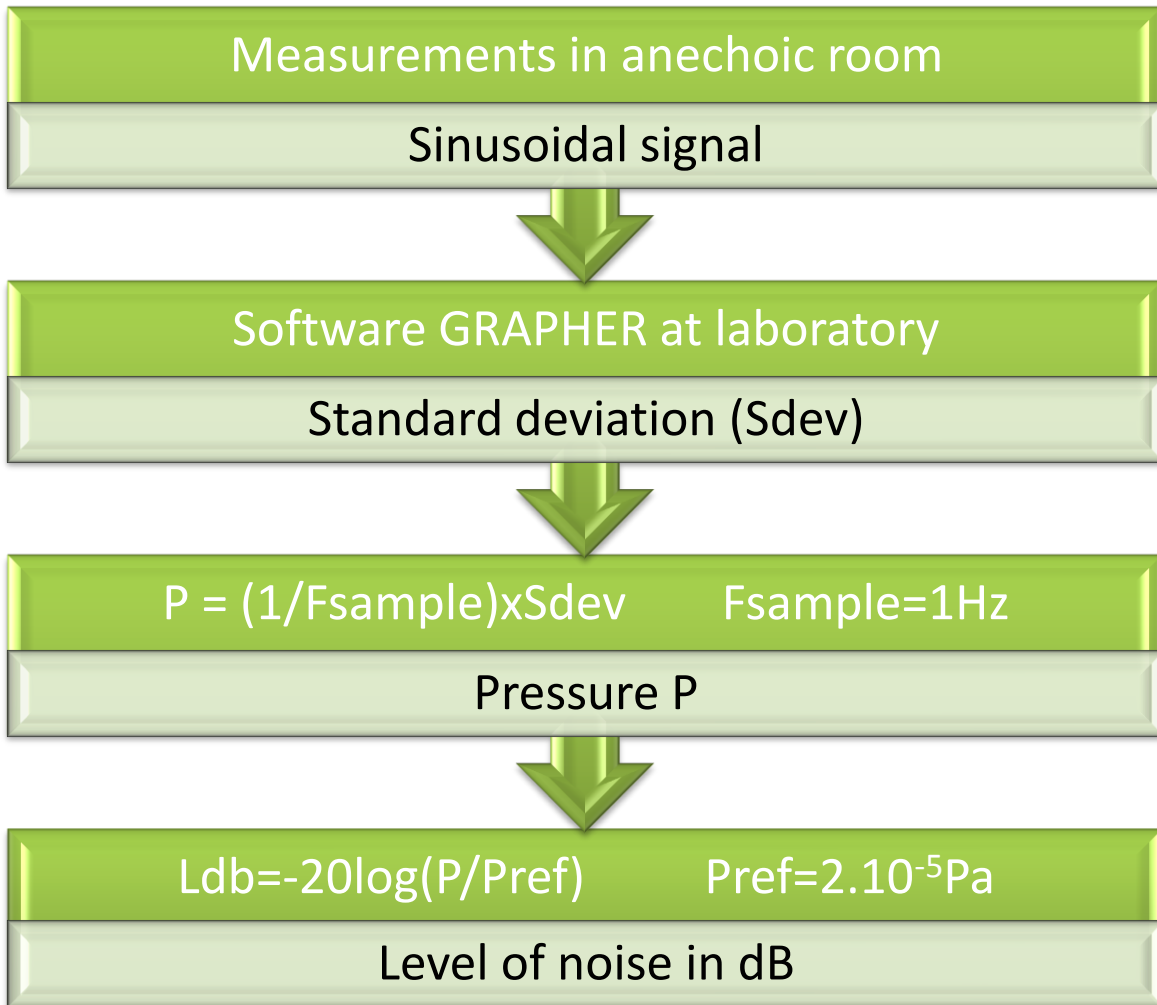 Measurements in anechoic room
Sinusoidal signal
Software GRAPHER at laboratory
Standard deviation (Sdev)
P = (1/Fsample)xSdev Fsample=1Hz
Pressure P
Ldb=-20log(P/Pref) Pref=2.10⁻⁵Pa
Level of noise in dB